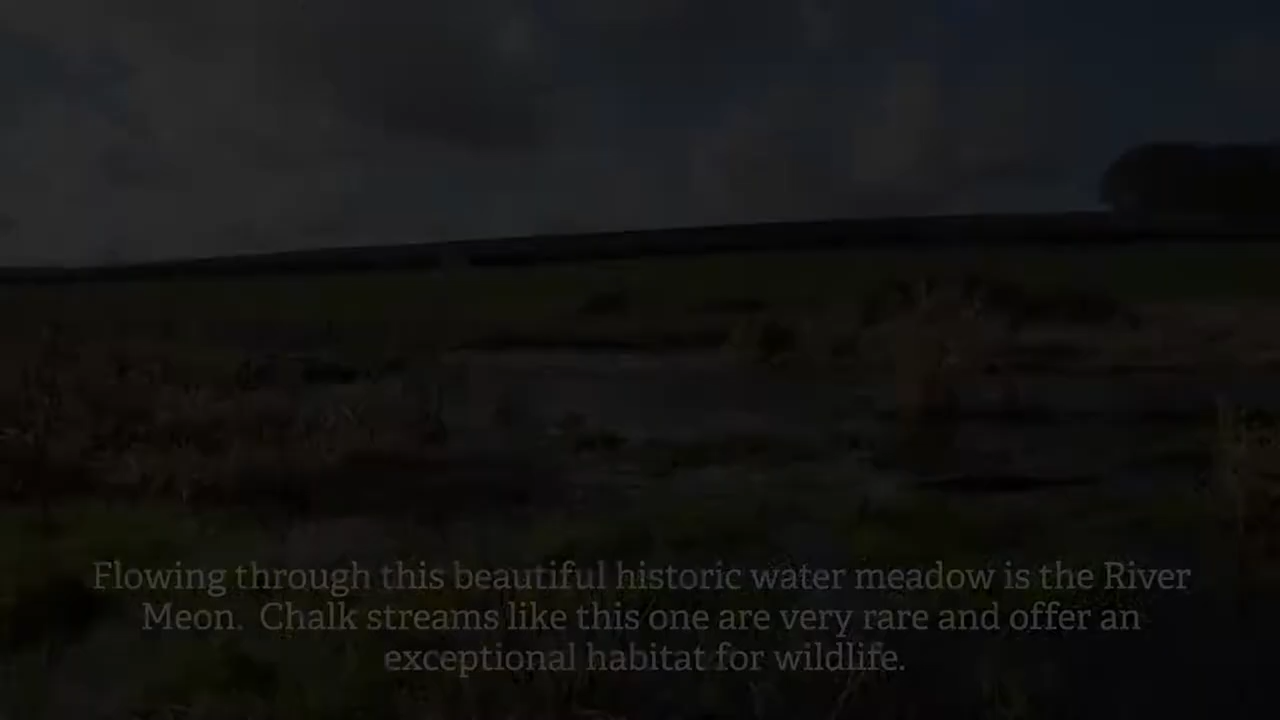 Flowing through this beautiful historic water meadow is the River
Meon.  Chalk streams like this one are very rare and offer an
exceptional habitat for wildlife.